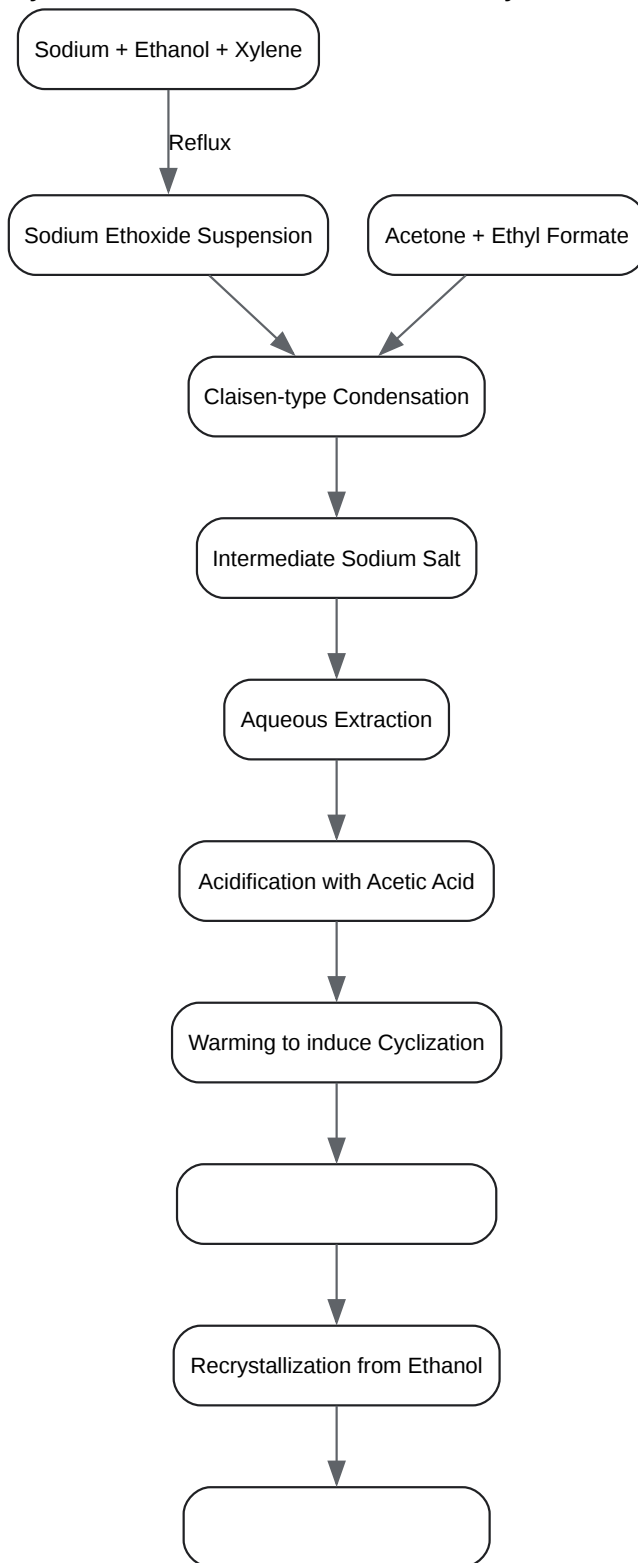 Sodium + Ethanol + Xylene
Reflux
Sodium Ethoxide Suspension
Acetone + Ethyl Formate
Claisen-type Condensation
Intermediate Sodium Salt
Aqueous Extraction
Acidification with Acetic Acid
Warming to induce Cyclization
Recrystallization from Ethanol